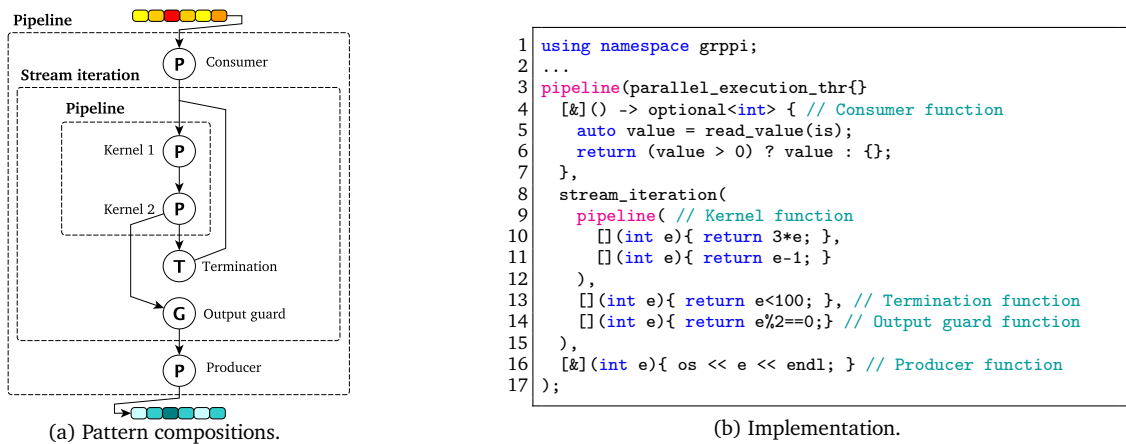 Pipeline
P
Consumer
Stream iteration
Pipeline
Kernel 1
P
Kernel 2
P
T
Termination
G
Output guard
P
Producer
(a) Pattern compositions.
1 using namespace grppi;
2 ...
3 pipeline(parallel_execution_thr{}
4 [&]() -> optional<int> { // Consumer function
5 auto value = read_value(is);
6 return (value > 0) ? value : {};
7 },
8 stream_iteration(
9 pipeline( // Kernel function
10 [](int e){ return 3*e; },
11 [](int e){ return e-1; }
12 ),
13 [](int e){ return e<100; }, // Termination function
14 [](int e){ return e%2==0;} // Output guard function
15 ),
16 [&](int e){ os << e << endl; } // Producer function
17 );
(b) Implementation.